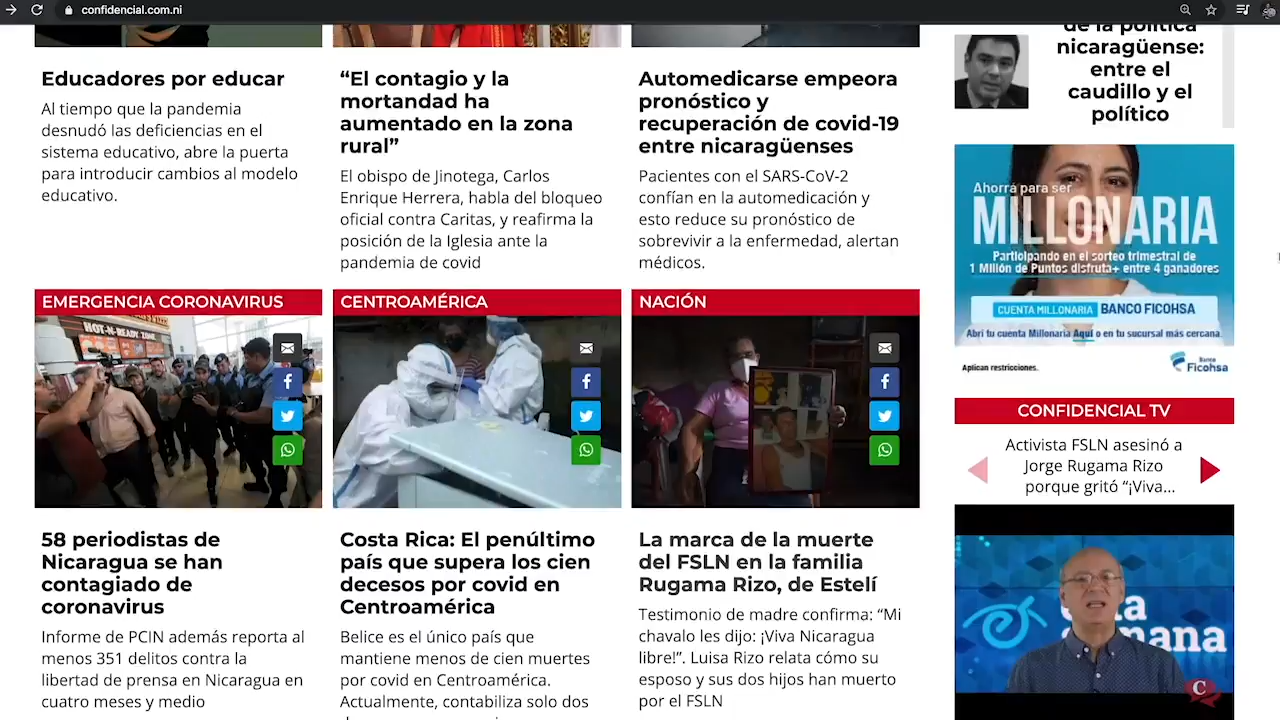 confidencial.com.ni
Educadores por educar
Al tiempo que la pandemia
desnudó las deficiencias en el
sistema educativo, abre la puerta
para introducir cambios al modelo
educativo.
“El contagio y la
mortandad ha
aumentado en la zona
rural”
El obispo de Jinotega, Carlos
Enrique Herrera, habla del bloqueo
oficial contra Caritas, y reafirma la
posición de la Iglesia ante la
pandemia de covid
Automedicarse empeora
pronóstico y
recuperación de covid-19
entre nicaragüenses
Pacientes con el SARS-CoV-2
confían en la automedicación y
esto reduce su pronóstico de
sobrevivir a la enfermedad, alertan
médicos.
de la política
nicaragüense:
entre el
caudillo y el
político
Ahorrá para ser
MILLONARIA
Participando en el sorteo trimestral de
1 Millón de Puntos disfruta+ entre 4 ganadores
CUENTA MILLONARIA BANCO FICOHSA
Abrí tu cuenta Millonaria Aquí o en tu sucursal más cercana.
Aplican restricciones.
Banco
Ficohsa
EMERGENCIA CORONAVIRUS
HOT-N-READY
58 periodistas de
Nicaragua se han
contagiado de
coronavirus
Informe de PCIN además reporta al
menos 351 delitos contra la
libertad de prensa en Nicaragua en
cuatro meses y medio
CENTROAMÉRICA
Costa Rica: El penúltimo
país que supera los cien
decesos por covid en
Centroamérica
Belice es el único país que
mantiene menos de cien muertes
por covid en Centroamérica.
Actualmente, contabiliza solo dos
NACIÓN
La marca de la muerte
del FSLN en la familia
Rugama Rizo, de Estelí
Testimonio de madre confirma: “Mi
chavalo les dijo: ¡Viva Nicaragua
libre!”. Luisa Rizo relata cómo su
esposo y sus dos hijos han muerto
por el FSLN
CONFIDENCIAL TV
Activista FSLN asesinó a
Jorge Rugama Rizo
porque gritó “¡Viva...
C